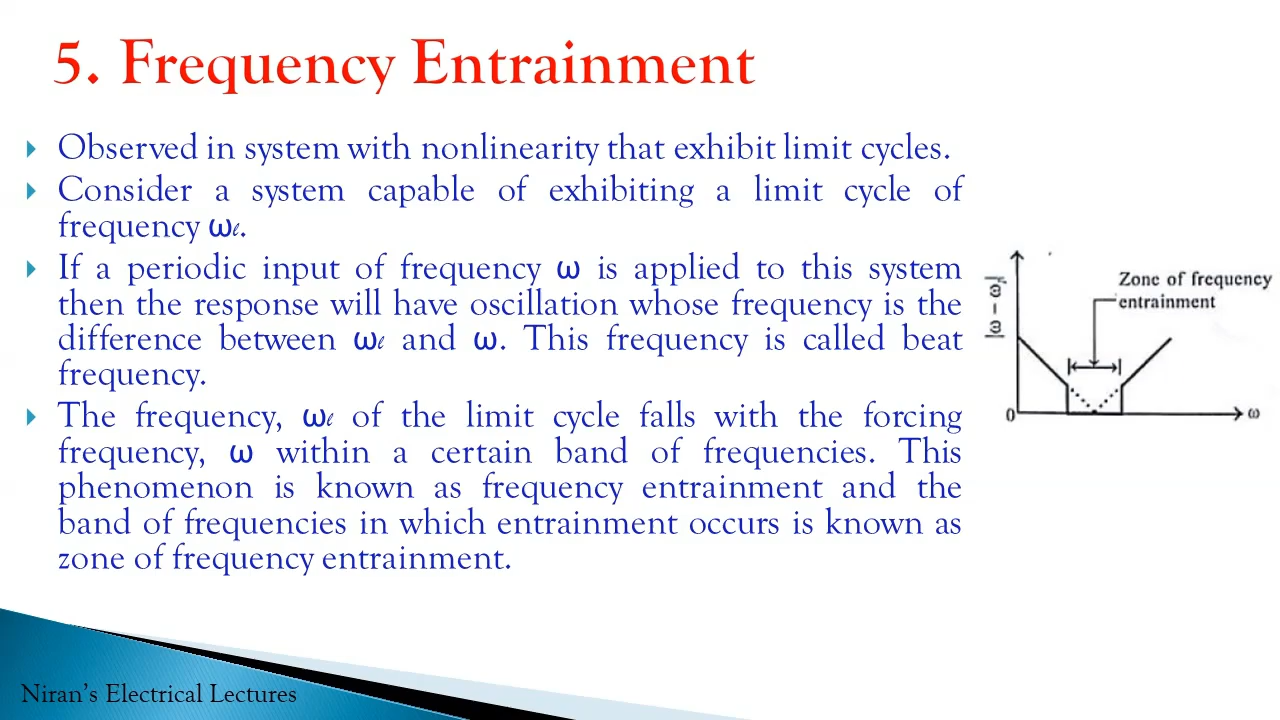 5. Frequency Entrainment
Observed in system with nonlinearity that exhibit limit cycles.
Consider a system capable of exhibiting a limit cycle of
frequency ωℓ.
If a periodic input of frequency ω is applied to this system
then the response will have oscillation whose frequency is the
difference between ωℓ and ω. This frequency is called beat
frequency.
The frequency, ωℓ of the limit cycle falls with the forcing
frequency, ω within a certain band of frequencies. This
phenomenon is known as frequency entrainment and the
band of frequencies in which entrainment occurs is known as
zone of frequency entrainment.
Zone of frequency
entrainment
0
ω
Niran's Electrical Lectures